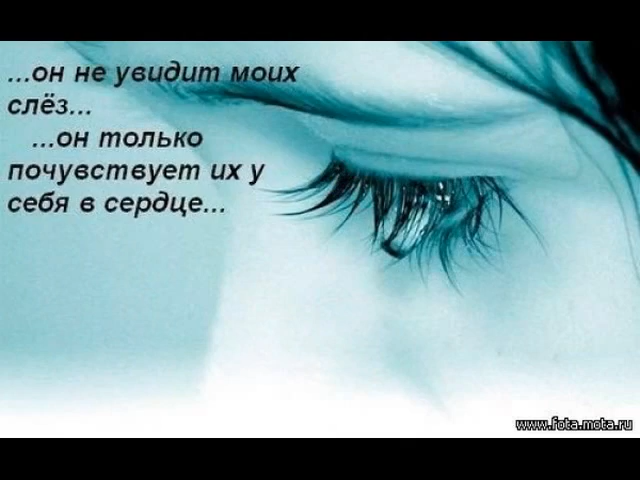 ...он не увидит моих
слёз...
...он только
почувствует их у
себя в сердце...
www.fota.mota.ru